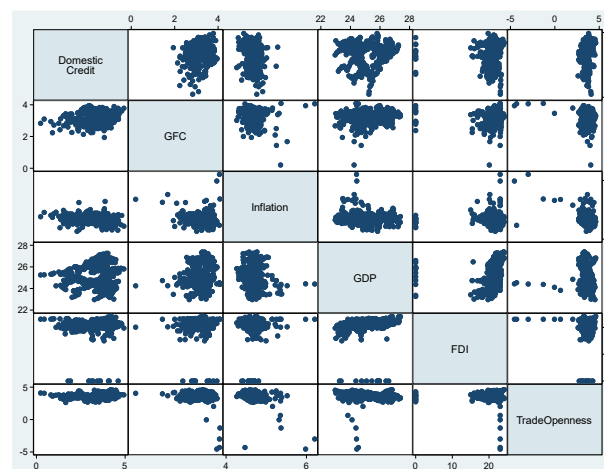 0 2 4 22 24 26 28 -5 0 5
Domestic
Credit
4
2
0
GFC
Inflation
28
26
24
22
GDP
FDI
5
0
-5
TradeOpenness
0 5 4 6 0 10 20